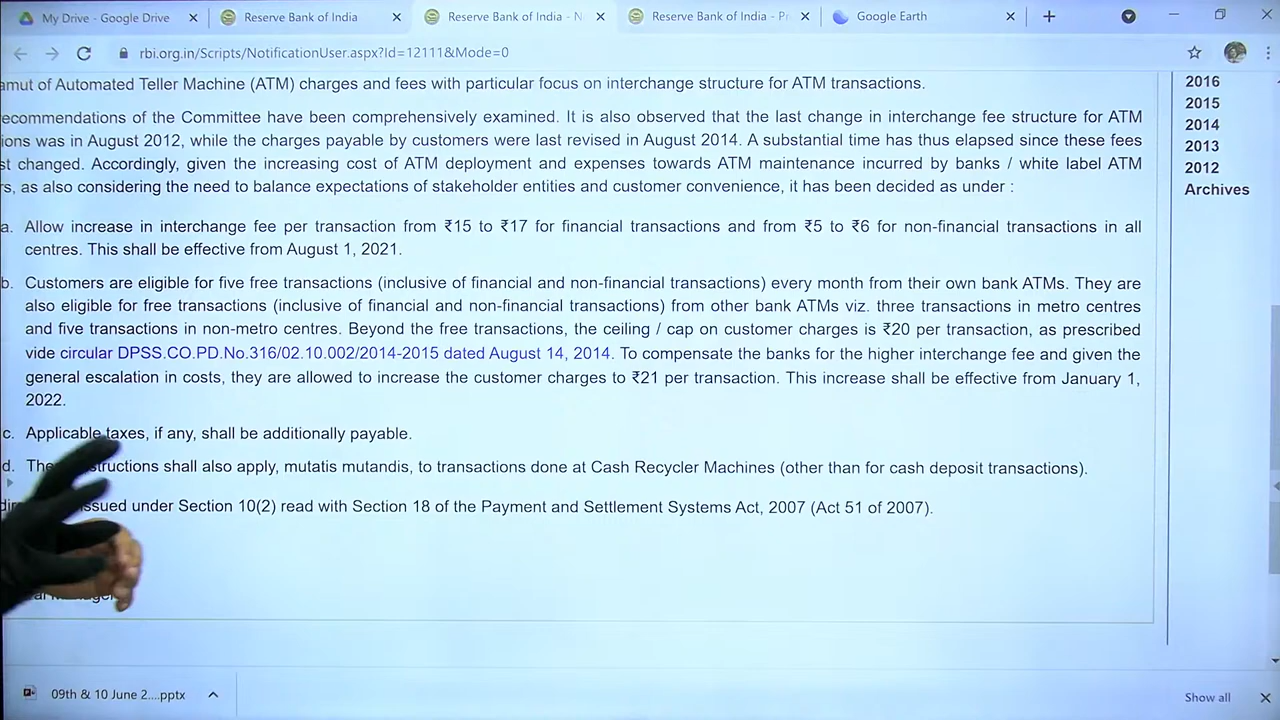 My Drive - Google Drive
Reserve Bank of India
Reserve Bank of India - N
Reserve Bank of India - Pr
Google Earth
rbi.org.in/Scripts/NotificationUser.aspx?Id=12111&Mode=0
amut of Automated Teller Machine (ATM) charges and fees with particular focus on interchange structure for ATM transactions.
ecommendations of the Committee have been comprehensively examined. It is also observed that the last change in interchange fee structure for ATM
ions was in August 2012, while the charges payable by customers were last revised in August 2014. A substantial time has thus elapsed since these fees
st changed. Accordingly, given the increasing cost of ATM deployment and expenses towards ATM maintenance incurred by banks / white label ATM
rs, as also considering the need to balance expectations of stakeholder entities and customer convenience, it has been decided as under :
a. Allow increase in interchange fee per transaction from ₹15 to ₹17 for financial transactions and from ₹5 to ₹6 for non-financial transactions in all
centres. This shall be effective from August 1, 2021.
b. Customers are eligible for five free transactions (inclusive of financial and non-financial transactions) every month from their own bank ATMs. They are
also eligible for free transactions (inclusive of financial and non-financial transactions) from other bank ATMs viz. three transactions in metro centres
and five transactions in non-metro centres. Beyond the free transactions, the ceiling / cap on customer charges is ₹20 per transaction, as prescribed
vide circular DPSS.CO.PD.No.316/02.10.002/2014-2015 dated August 14, 2014. To compensate the banks for the higher interchange fee and given the
general escalation in costs, they are allowed to increase the customer charges to ₹21 per transaction. This increase shall be effective from January 1,
2022.
c. Applicable taxes, if any, shall be additionally payable.
d. The structions shall also apply, mutatis mutandis, to transactions done at Cash Recycler Machines (other than for cash deposit transactions).
issued under Section 10(2) read with Section 18 of the Payment and Settlement Systems Act, 2007 (Act 51 of 2007).
2016
2015
2014
2013
2012
Archives
09th & 10 June 2....pptx
Show all